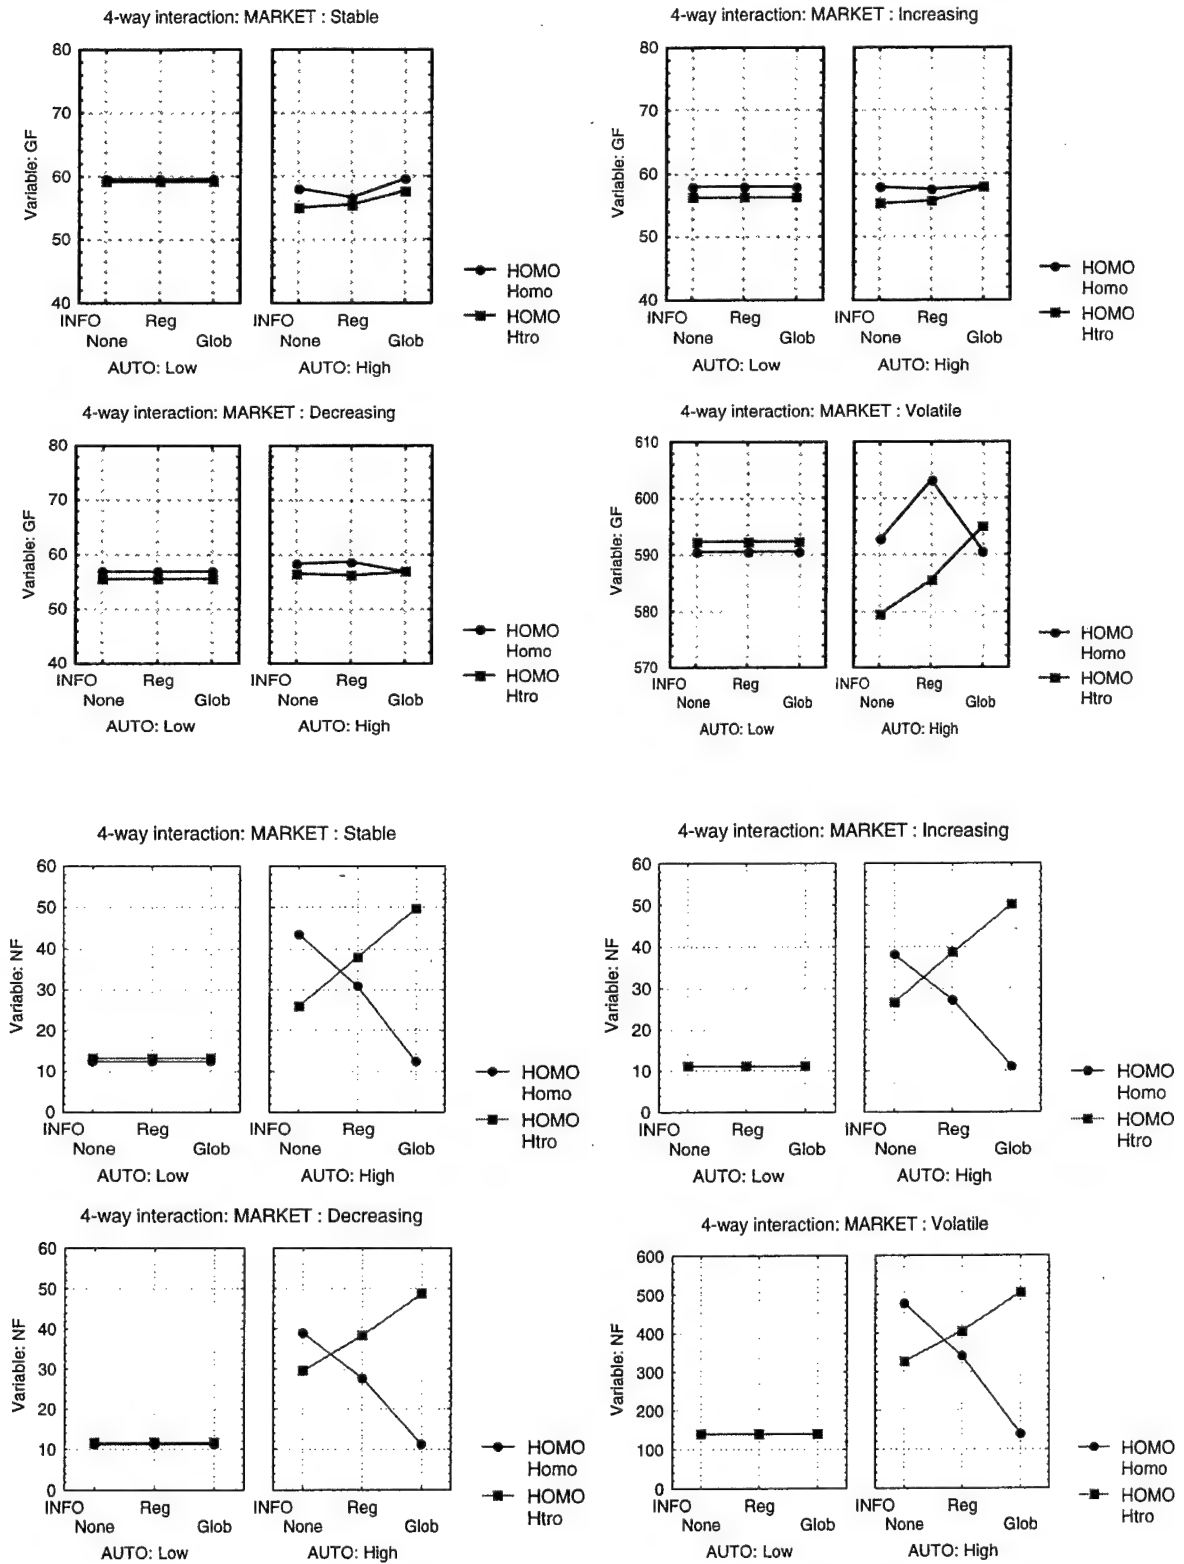 4-way interaction: MARKET : Stable
80
70
60
50
40
Variable: GF
INFO Reg INFO Reg
None Glob None Glob
AUTO: Low AUTO: High
HOMO
Homo
HOMO
Htro
4-way interaction: MARKET : Increasing
80
70
60
50
40
Variable: GF
INFO Reg INFO Reg
None Glob None Glob
AUTO: Low AUTO: High
HOMO
Homo
HOMO
Htro
4-way interaction: MARKET : Decreasing
80
70
60
50
40
Variable: GF
INFO Reg INFO Reg
None Glob None Glob
AUTO: Low AUTO: High
HOMO
Homo
HOMO
Htro
4-way interaction: MARKET : Volatile
610
600
590
580
570
Variable: GF
INFO Reg INFO Reg
None Glob None Glob
AUTO: Low AUTO: High
HOMO
Homo
HOMO
Htro
4-way interaction: MARKET : Stable
60
50
40
30
20
10
0
Variable: NF
INFO Reg INFO Reg
None Glob None Glob
AUTO: Low AUTO: High
HOMO
Homo
HOMO
Htro
4-way interaction: MARKET : Increasing
60
50
40
30
20
10
0
Variable: NF
INFO Reg INFO Reg
None Glob None Glob
AUTO: Low AUTO: High
HOMO
Homo
HOMO
Htro
4-way interaction: MARKET : Decreasing
60
50
40
30
20
10
0
Variable: NF
INFO Reg INFO Reg
None Glob None Glob
AUTO: Low AUTO: High
HOMO
Homo
HOMO
Htro
4-way interaction: MARKET : Volatile
600
500
400
300
200
100
0
Variable: NF
INFO Reg INFO Reg
None Glob None Glob
AUTO: Low AUTO: High
HOMO
Homo
HOMO
Htro